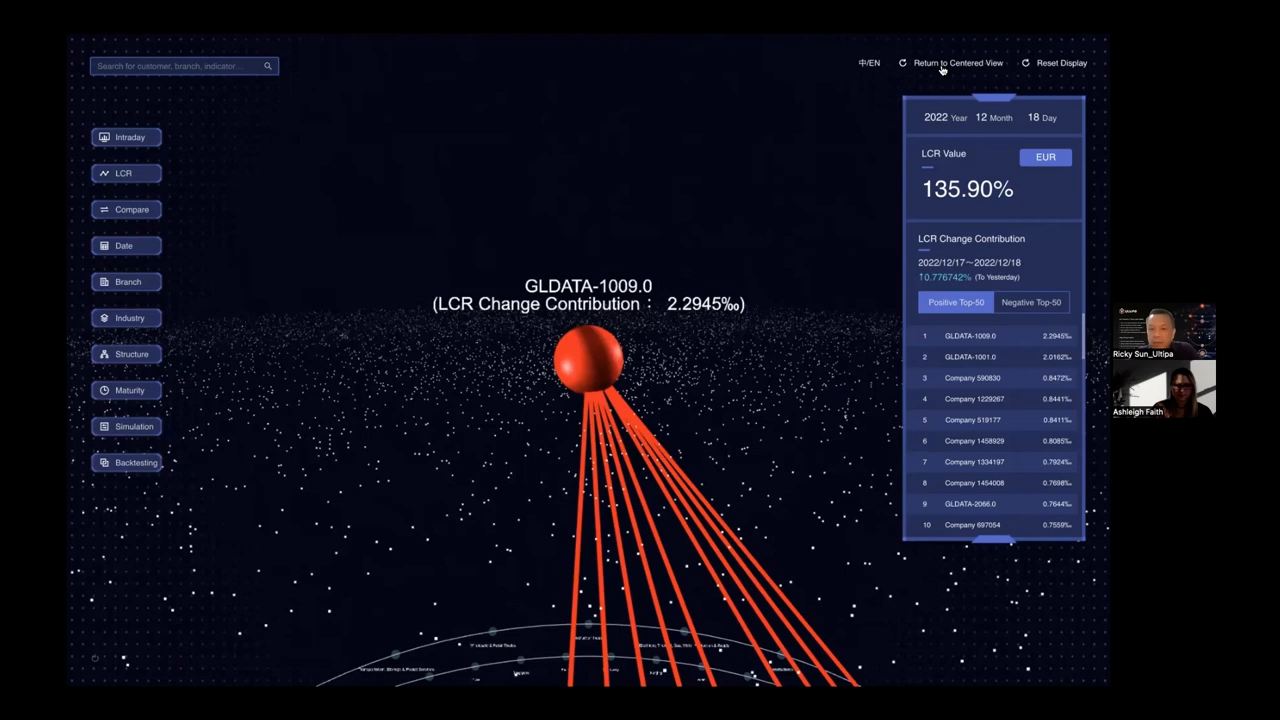 Search for customer, branch, indicator...
中/EN
Return to Centered View
Reset Display
Intraday
LCR
Compare
Date
Branch
Industry
Structure
Maturity
Simulation
Backtesting
GLDATA-1009.0
(LCR Change Contribution : 2.2945‰)
2022 Year 12 Month 18 Day
LCR Value
EUR
135.90%
LCR Change Contribution
2022/12/17~2022/12/18
↑0.776742% (To Yesterday)
Positive Top-50
Negative Top-50
1 GLDATA-1009.0 2.2945‰
2 GLDATA-1001.0 2.0162‰
3 Company 590830 0.8472‰
4 Company 1229267 0.8441‰
5 Company 519177 0.8411‰
6 Company 1458929 0.8085‰
7 Company 1334197 0.7924‰
8 Company 1454008 0.7698‰
9 GLDATA-2066.0 0.7644‰
10 Company 697054 0.7559‰
Ricky Sun_Ultipa
Ashleigh Faith